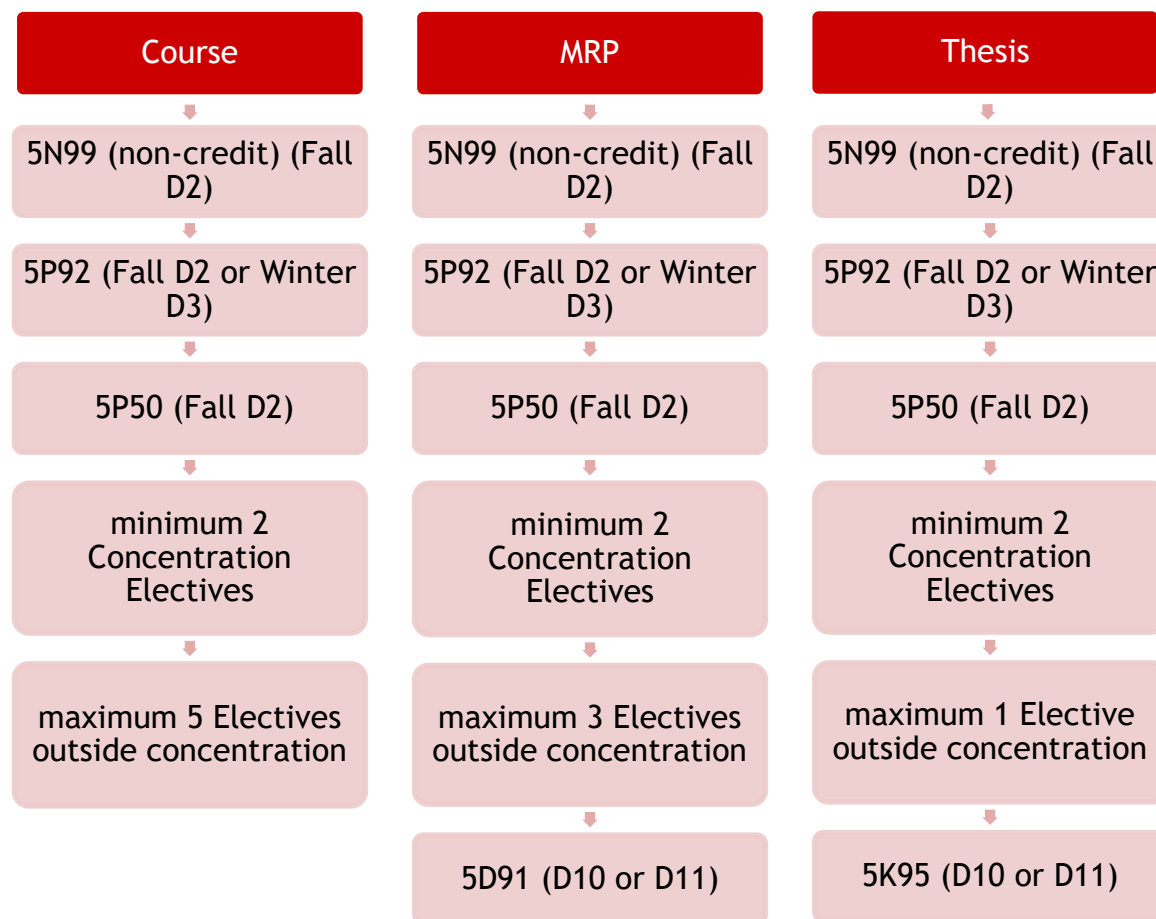 Course
5N99 (non-credit) (Fall
D2)
5P92 (Fall D2 or Winter
D3)
5P50 (Fall D2)
minimum 2
Concentration
Electives
maximum 5 Electives
outside concentration
MRP
5N99 (non-credit) (Fall
D2)
5P92 (Fall D2 or Winter
D3)
5P50 (Fall D2)
minimum 2
Concentration
Electives
maximum 3 Electives
outside concentration
5D91 (D10 or D11)
Thesis
5N99 (non-credit) (Fall
D2)
5P92 (Fall D2 or Winter
D3)
5P50 (Fall D2)
minimum 2
Concentration
Electives
maximum 1 Elective
outside concentration
5K95 (D10 or D11)